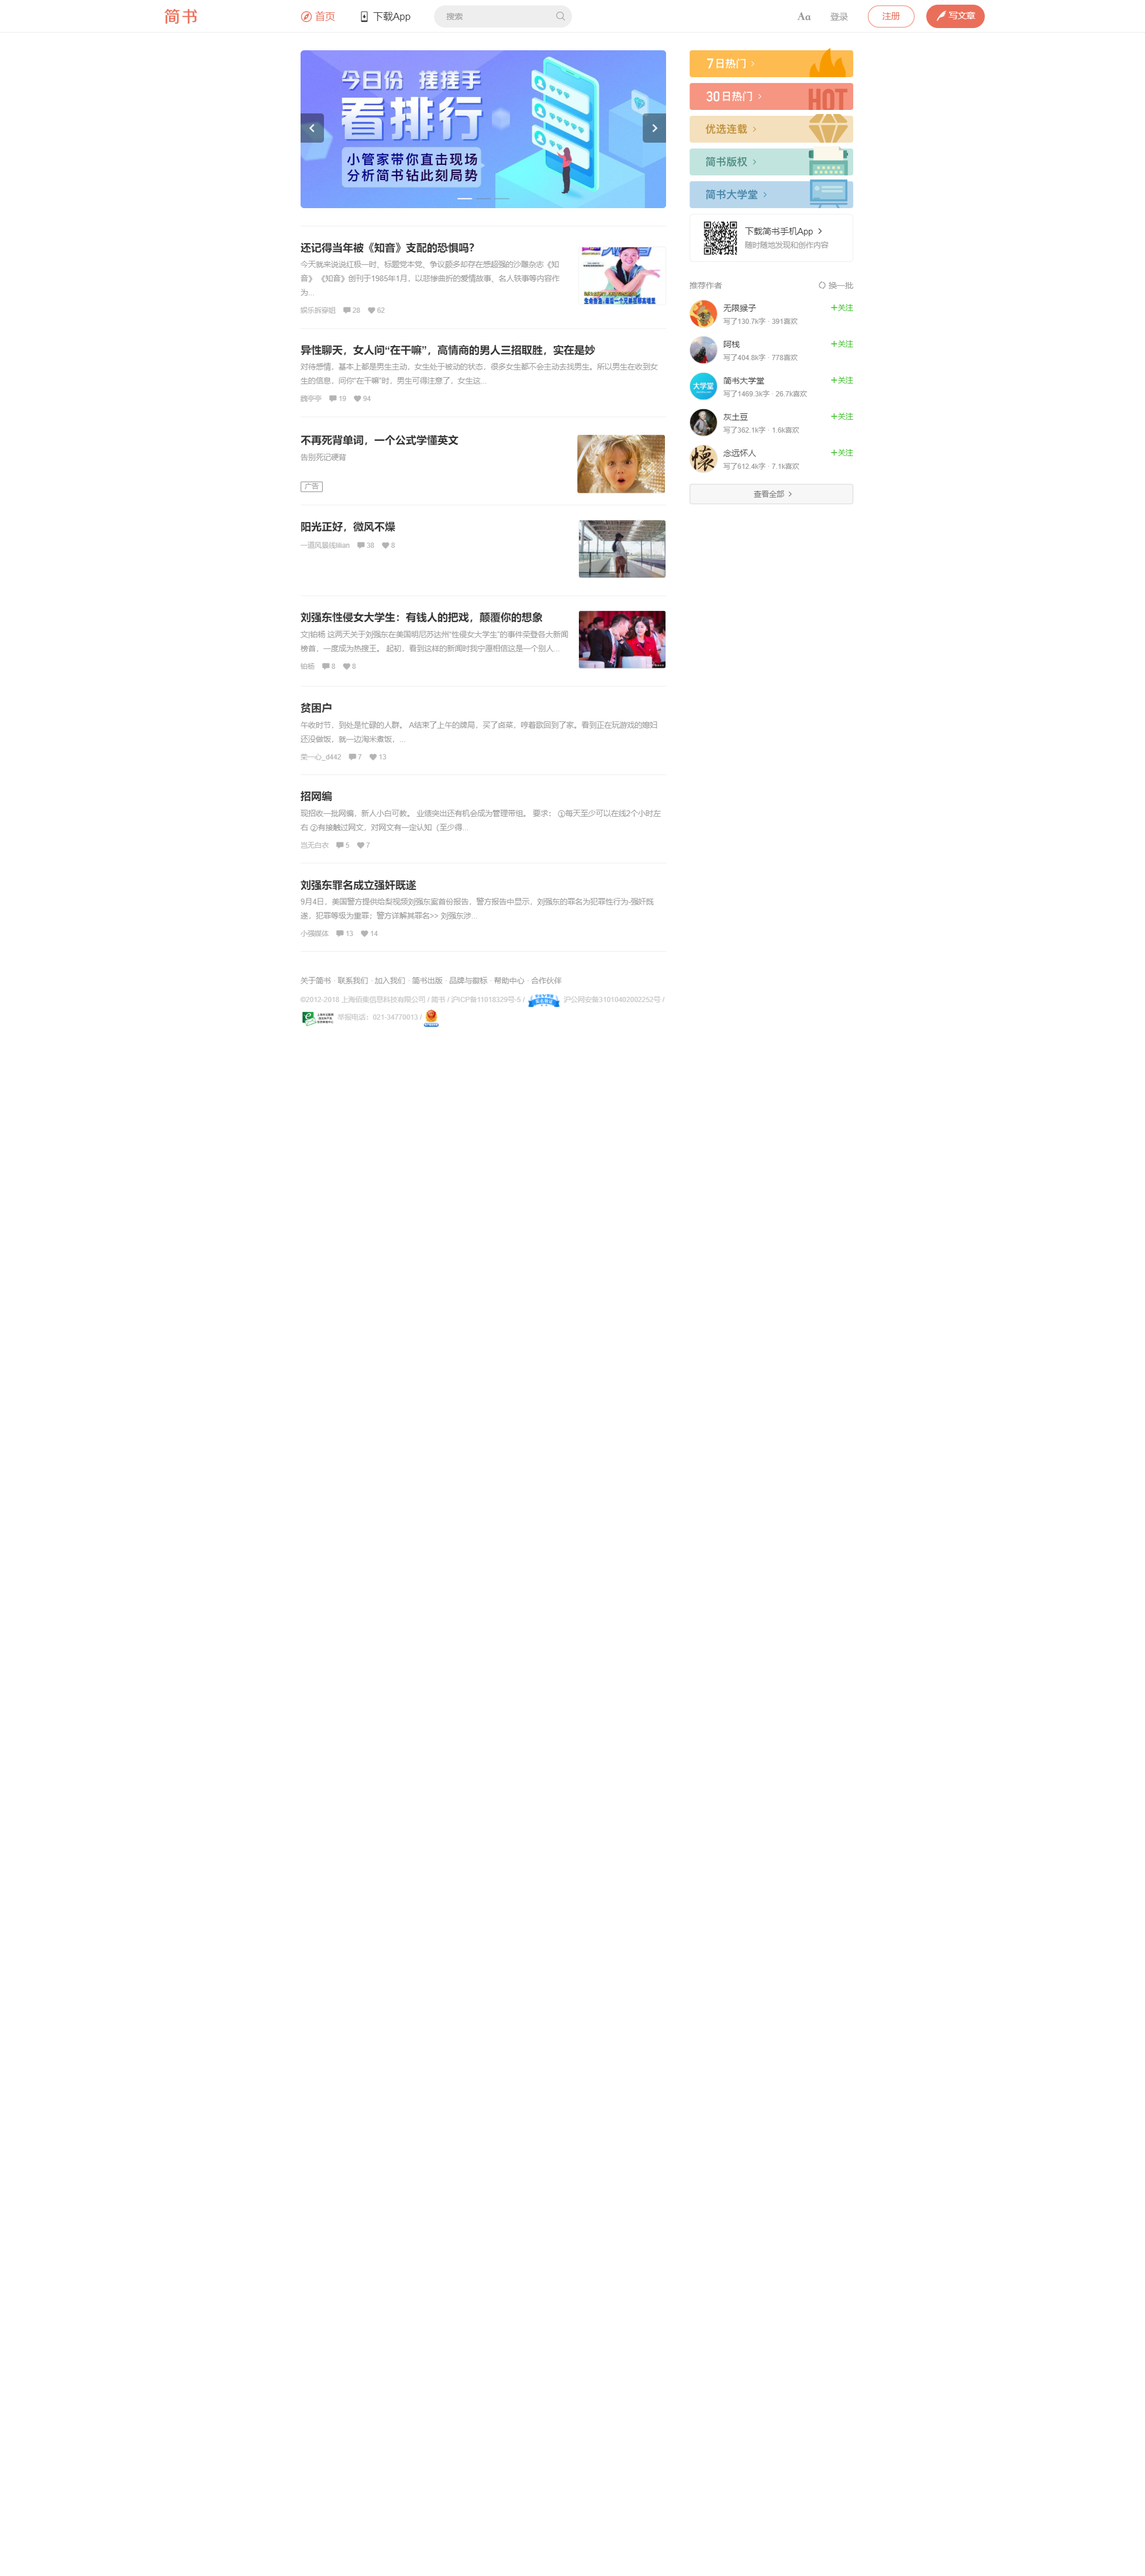 简书
首页
下载App
搜索
Aa
登录
注册
写文章
今日份 搓搓手
看排行
小管家带你直击现场
分析简书钻此刻局势
还记得当年被《知音》支配的恐惧吗？
今天就来说说红极一时、标题党本党、争议颇多却存在感超强的沙雕杂志《知
音》 《知音》创刊于1985年1月，以悲惨曲折的爱情故事、名人轶事等内容作
为...
娱乐拆穿姐 28 62
异性聊天，女人问“在干嘛”，高情商的男人三招取胜，实在是妙
对待感情，基本上都是男生主动，女生处于被动的状态，很多女生都不会主动去找男生。所以男生在收到女
生的信息，问你“在干嘛”时，男生可得注意了，女生这...
魏亭亭 19 94
不再死背单词，一个公式学懂英文
告别死记硬背
广告
阳光正好，微风不燥
一道风景线lilian 38 8
刘强东性侵女大学生：有钱人的把戏，颠覆你的想象
文|铂杨 这两天关于刘强东在美国明尼苏达州“性侵女大学生”的事件荣登各大新闻
榜首，一度成为热搜王。 起初，看到这样的新闻时我宁愿相信这是一个别人...
铂杨 8 8
贫困户
午收时节，到处是忙碌的人群。 A结束了上午的牌局，买了卤菜，哼着歌回到了家。看到正在玩游戏的媳妇
还没做饭，就一边淘米煮饭，...
荣一心_d442 7 13
招网编
现招收一批网编，新人小白可教。 业绩突出还有机会成为管理带组。 要求： ①每天至少可以在线2个小时左
右 ②有接触过网文，对网文有一定认知（至少得...
岂无白衣 5 7
刘强东罪名成立强奸既遂
9月4日，美国警方提供给梨视频刘强东案首份报告，警方报告中显示，刘强东的罪名为犯罪性行为-强奸既
遂，犯罪等级为重罪；警方详解其罪名>> 刘强东涉...
小强媒体 13 14
关于简书 · 联系我们 · 加入我们 · 简书出版 · 品牌与徽标 · 帮助中心 · 合作伙伴
©2012-2018 上海佰集信息科技有限公司 / 简书 / 沪ICP备11018329号-5 / 沪公网安备31010402002252号 /
举报电话：021-34770013 /
7日热门
30日热门
HOT
优选连载
简书版权
简书大学堂
下载简书手机App
随时随地发现和创作内容
推荐作者 换一批
无限猴子 +关注
写了130.7k字 · 391喜欢
阿栈 +关注
写了404.8k字 · 778喜欢
大学堂
简书大学堂 +关注
写了1469.3k字 · 26.7k喜欢
灰土豆 +关注
写了362.1k字 · 1.6k喜欢
懷
念远怀人 +关注
写了612.4k字 · 7.1k喜欢
查看全部